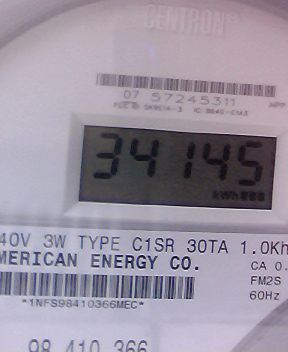 CENTRON®
07 57245311
34145
kWh
40V 3W TYPE C1SR 30TA 1.0Kh
MERICAN ENERGY CO.
CA 0.
FM2S
60Hz
*1NFS98410366MEC*
98 410 366